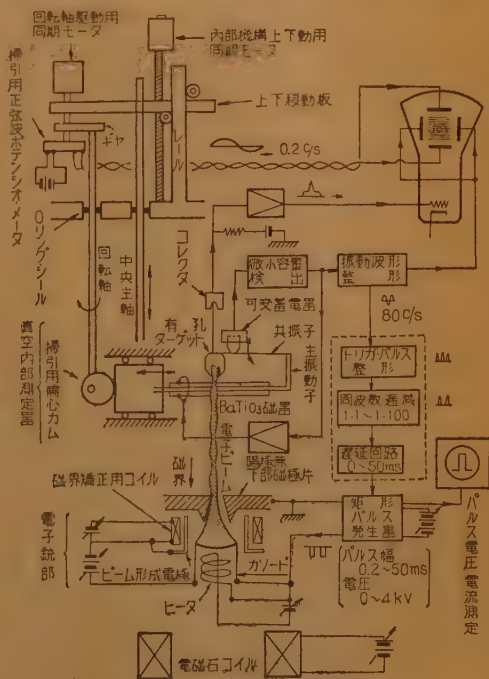 回転軸駆動用
同期モータ
内部機構上下動用
同期モータ
掃引用正弦波ポテンシオメータ
ギヤ
レール
上下移動板
0.2C/s
Oリングシール
回転軸
中央主軸
コレクタ
微小容量
検出
振動波形
整形
可変蓄電器
80C/s
有孔
ターゲット
共振子
主振動子
真空内部測定器
掃引用偏心カム
トリガ・パルス
整形
周波数逓減
1:1~1:100
遅延回路
0~50ms
BaTiO₃磁器
電子ビーム
磁界
陽極兼
下部磁極片
磁界矯正用コイル
矩形
パルス
発生器
パルス電圧電流測定
電子銃部
ビーム形成電極
カソード
ヒータ
パルス幅
0.2~50ms
電圧
0~4kV
電磁石コイル